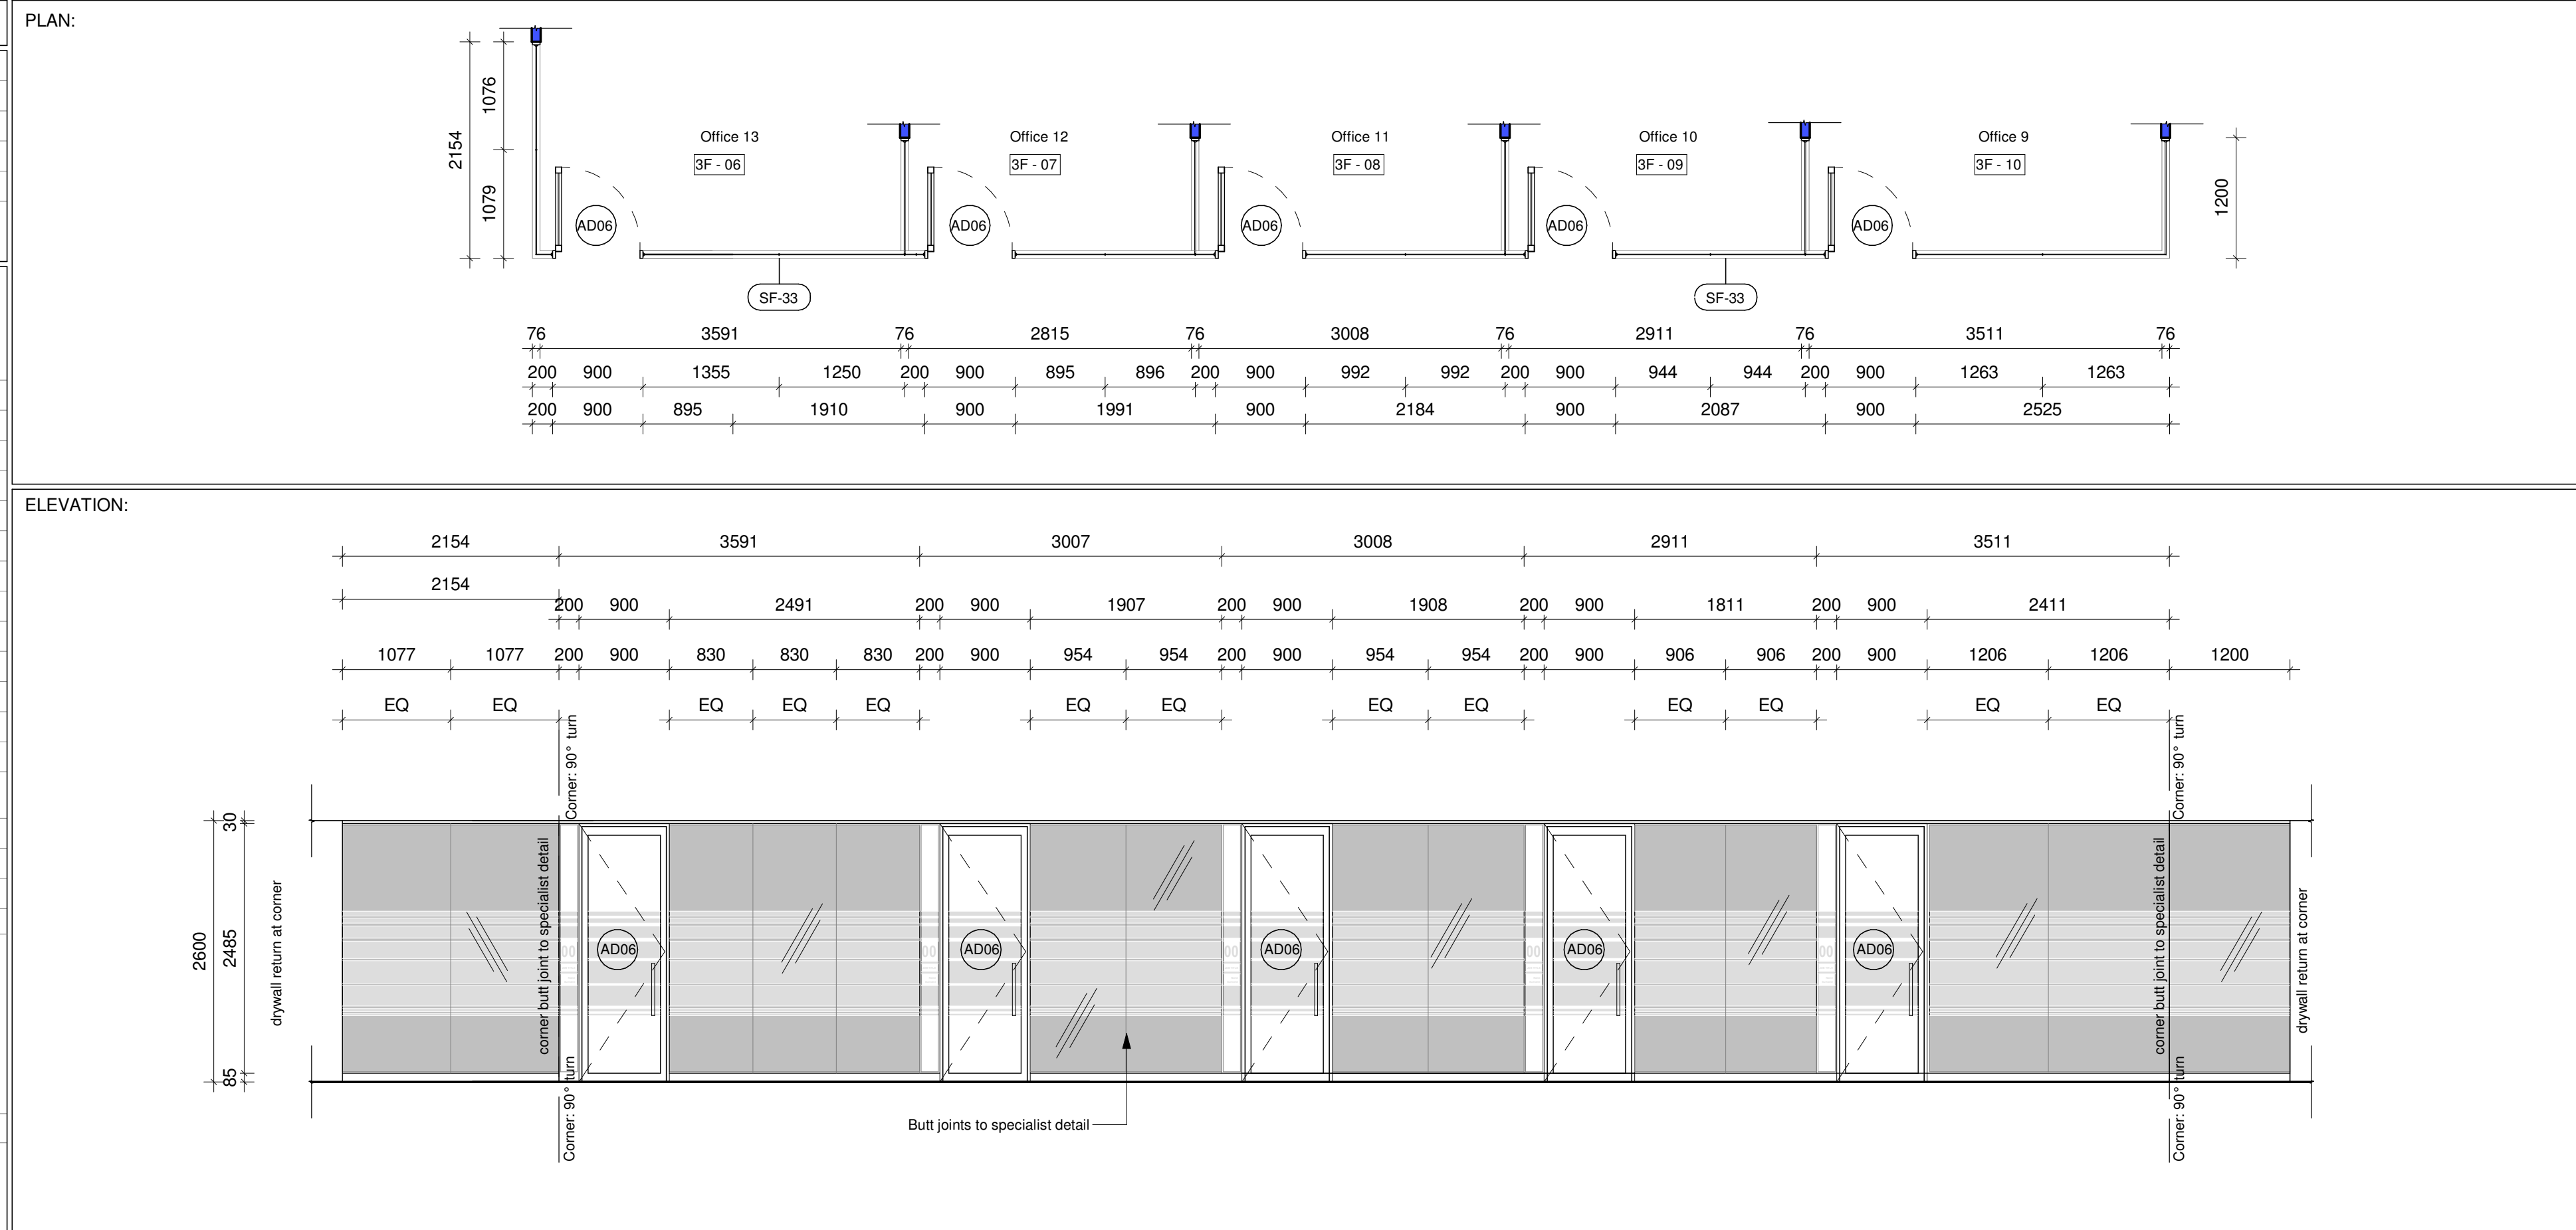 PLAN:
2154
1076
1079
Office 13
3F - 06
Office 12
3F - 07
Office 11
3F - 08
Office 10
3F - 09
Office 9
3F - 10
1200
AD06
AD06
AD06
AD06
AD06
SF-33
SF-33
76 3591 76 2815 76 3008 76 2911 76 3511 76
200 900 1355 1250 200 900 895 896 200 900 992 992 200 900 944 944 200 900 1263 1263
200 900 895 1910 900 1991 900 2184 900 2087 900 2525
ELEVATION:
2154 3591 3007 3008 2911 3511
2154
200 900 2491 200 900 1907 200 900 1908 200 900 1811 200 900 2411
1077 1077 200 900 830 830 830 200 900 954 954 200 900 954 954 200 900 906 906 200 900 1206 1206 1200
EQ EQ EQ EQ EQ EQ EQ EQ EQ EQ EQ EQ EQ
Corner: 90° turn
Corner: 90° turn
2600
30
2485
85
drywall return at corner
corner butt joint to specialist detail
AD06
AD06
AD06
AD06
AD06
corner butt joint to specialist detail
drywall return at corner
Corner: 90° turn
Corner: 90° turn
Butt joints to specialist detail